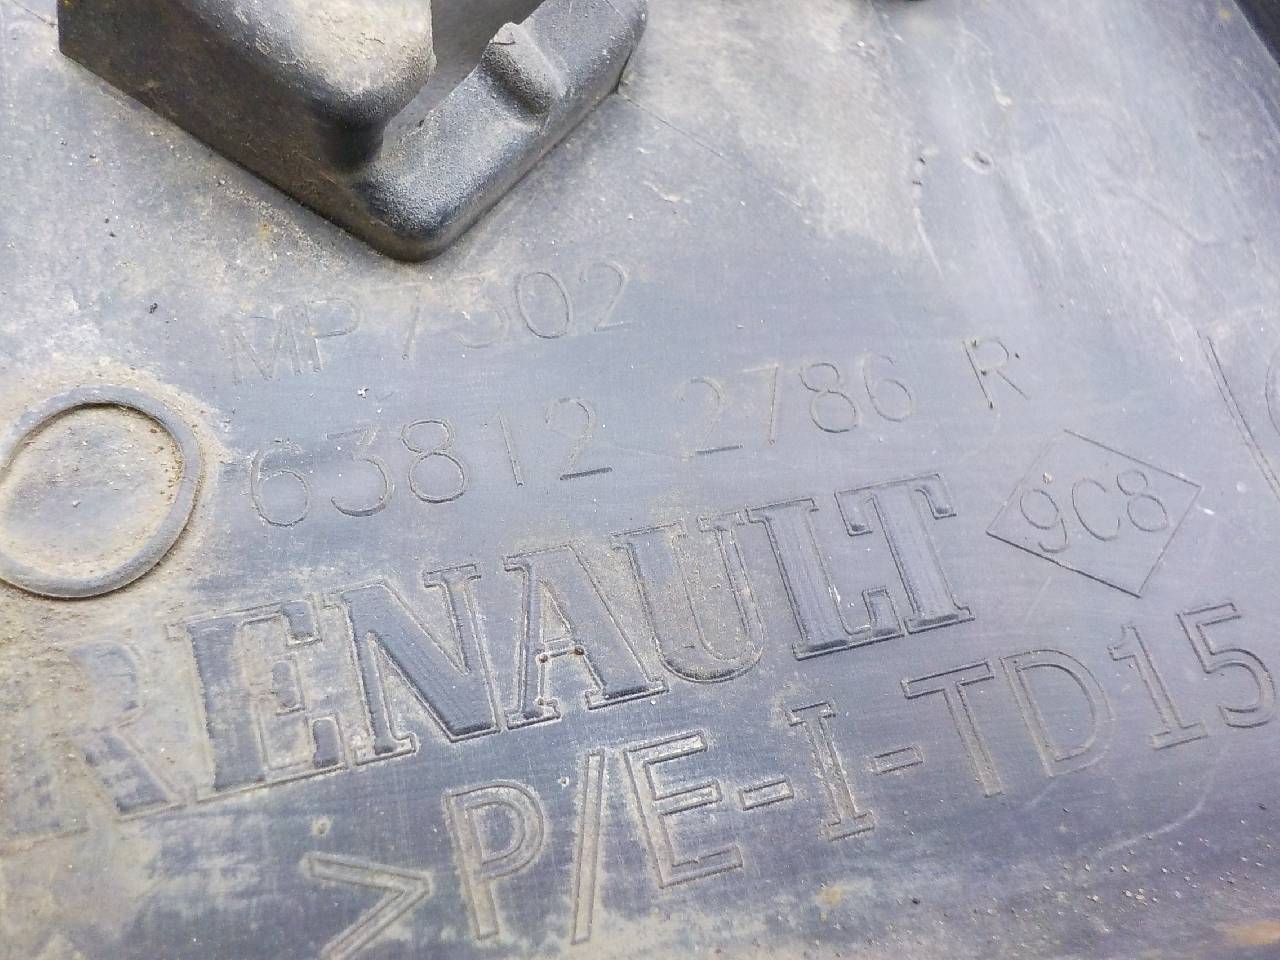 MP7302
63812 2786 R
RENAULT 9C8
>P/E-I-TD15